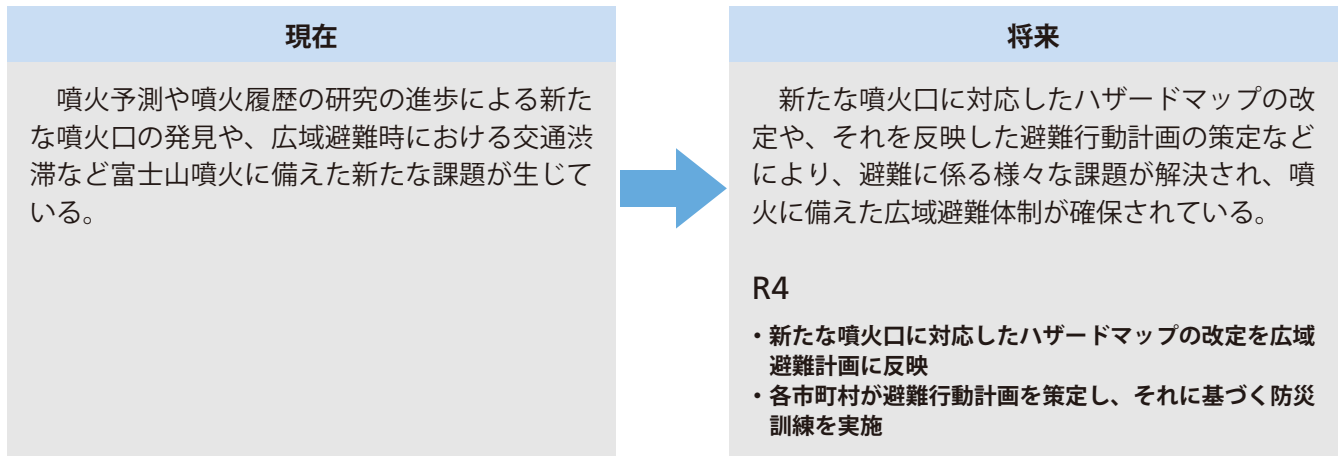 現在
噴火予測や噴火履歴の研究の進歩による新た
な噴火口の発見や、広域避難時における交通渋
滞など富士山噴火に備えた新たな課題が生じて
いる。
将来
新たな噴火口に対応したハザードマップの改
定や、それを反映した避難行動計画の策定など
により、避難に係る様々な課題が解決され、噴
火に備えた広域避難体制が確保されている。
R4
・新たな噴火口に対応したハザードマップの改定を広域
避難計画に反映
・各市町村が避難行動計画を策定し、それに基づく防災
訓練を実施